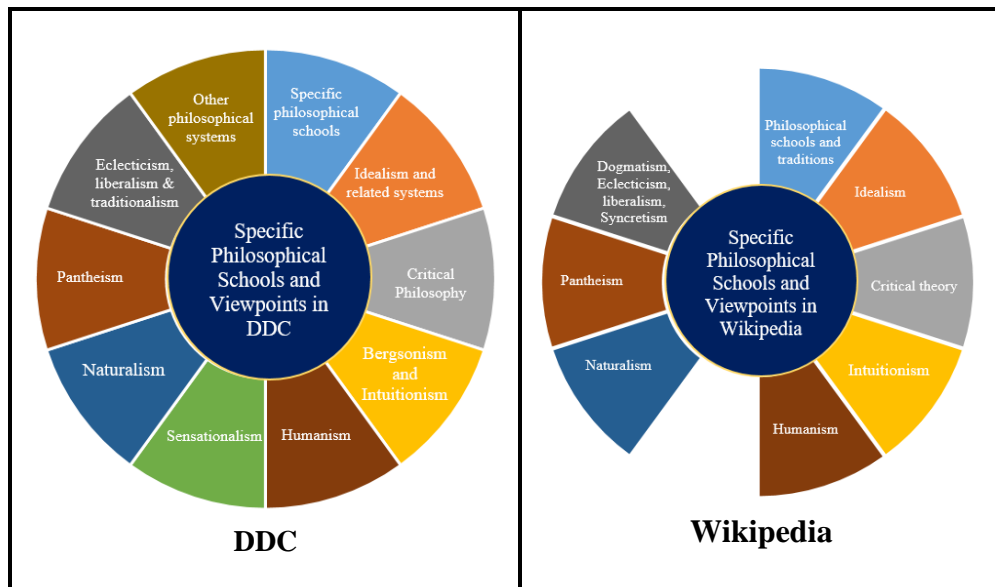 Other
philosophical
systems
Specific
philosophical
schools
Idealism and
related systems
Critical
Philosophy
Bergsonism
and
Intuitionism
Humanism
Sensationalism
Naturalism
Pantheism
Eclecticism,
liberalism &
traditionalism
Specific
Philosophical
Schools and
Viewpoints in
DDC
DDC
Philosophical
schools and
traditions
Idealism
Critical theory
Intuitionism
Humanism
Naturalism
Pantheism
Dogmatism,
Eclecticism,
liberalism,
Syncretism
Specific
Philosophical
Schools and
Viewpoints in
Wikipedia
Wikipedia